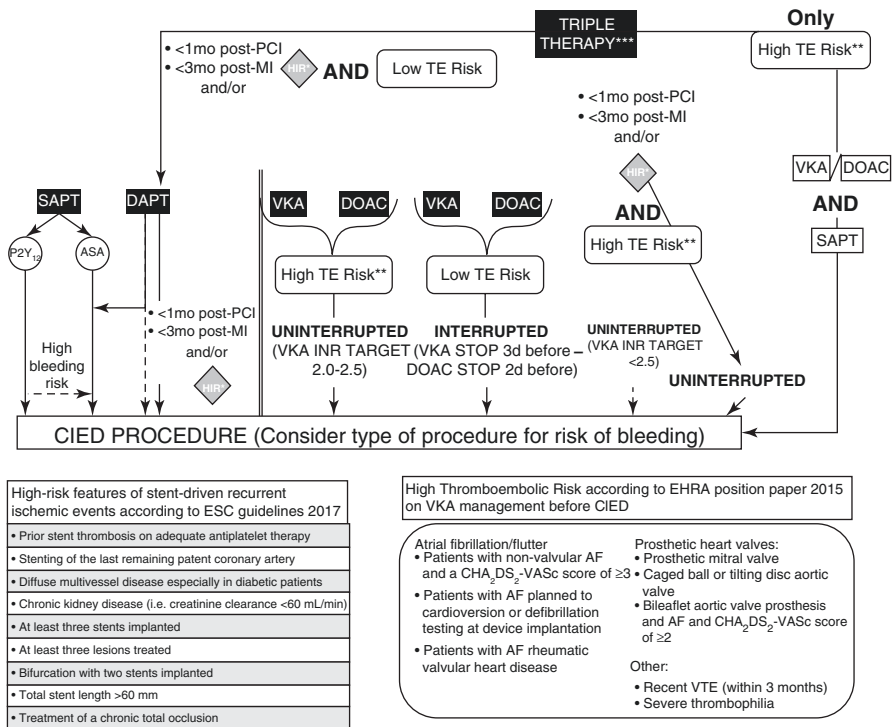 TRIPLE
THERAPY***
Only
High TE Risk**
• <1mo post-PCI
• <3mo post-MI
and/or
HIR*
AND
Low TE Risk
• <1mo post-PCI
• <3mo post-MI
and/or
HIR*
AND
High TE Risk**
VKA / DOAC
AND
SAPT
SAPT
DAPT
P2Y12
ASA
VKA
DOAC
VKA
DOAC
High TE Risk**
Low TE Risk
• <1mo post-PCI
• <3mo post-MI
and/or
HIR*
High
bleeding
risk
UNINTERRUPTED
(VKA INR TARGET
2.0-2.5)
INTERRUPTED
(VKA STOP 3d before –
DOAC STOP 2d before)
UNINTERRUPTED
(VKA INR TARGET
<2.5)
UNINTERRUPTED
CIED PROCEDURE (Consider type of procedure for risk of bleeding)
High-risk features of stent-driven recurrent
ischemic events according to ESC guidelines 2017
• Prior stent thrombosis on adequate antiplatelet therapy
• Stenting of the last remaining patent coronary artery
• Diffuse multivessel disease especially in diabetic patients
• Chronic kidney disease (i.e. creatinine clearance <60 mL/min)
• At least three stents implanted
• At least three lesions treated
• Bifurcation with two stents implanted
• Total stent length >60 mm
• Treatment of a chronic total occlusion
High Thromboembolic Risk according to EHRA position paper 2015
on VKA management before CIED
Atrial fibrillation/flutter
• Patients with non-valvular AF
and a CHA2DS2-VASc score of ≥3
• Patients with AF planned to
cardioversion or defibrillation
testing at device implantation
• Patients with AF rheumatic
valvular heart disease
Prosthetic heart valves:
• Prosthetic mitral valve
• Caged ball or tilting disc aortic
valve
• Bileaflet aortic valve prosthesis
and AF and CHA2DS2-VASc score
of ≥2
Other:
• Recent VTE (within 3 months)
• Severe thrombophilia